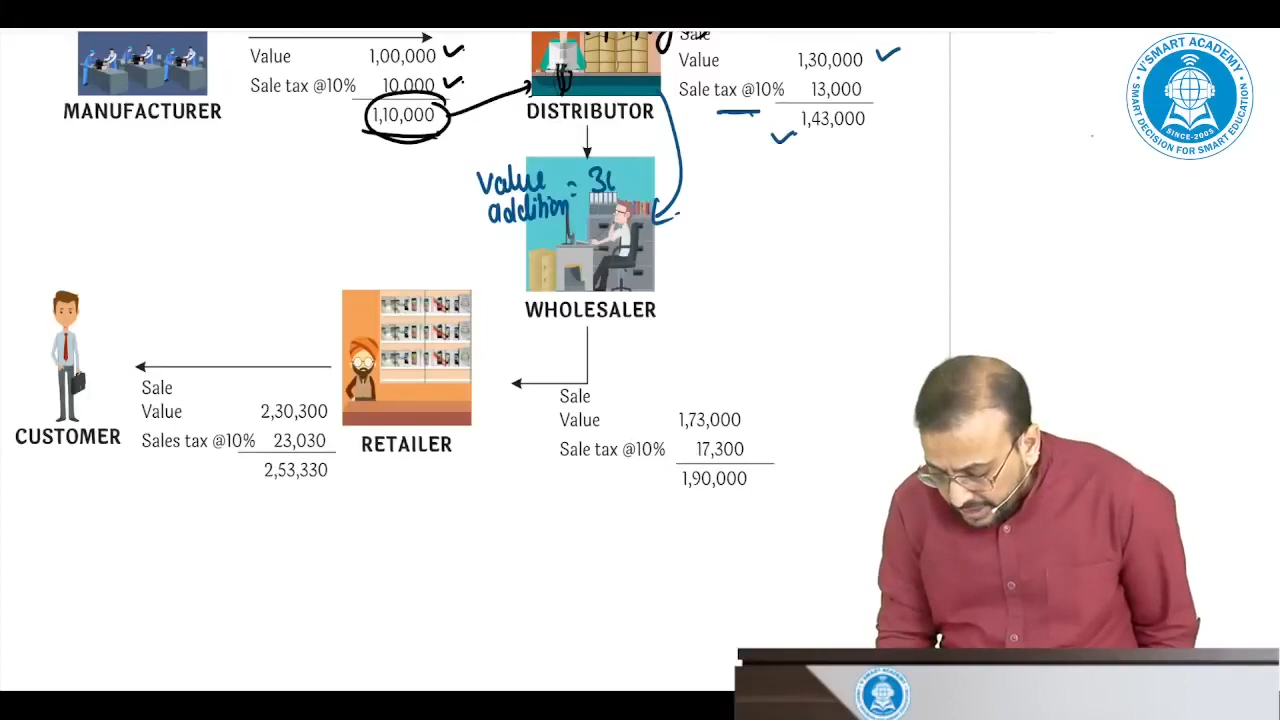 Value 1,00,000
Sale tax @10% 10,000
1,10,000
MANUFACTURER
DISTRIBUTOR
Sale
Value 1,30,000
Sale tax @10% 13,000
1,43,000
V'SMART ACADEMY
SMART DECISION FOR SMART EDUCATION
SINCE-2005
Value
addition = 30
WHOLESALER
Sale
Value 1,73,000
Sale tax @10% 17,300
1,90,000
RETAILER
Sale
Value 2,30,300
Sales tax @10% 23,030
2,53,330
CUSTOMER